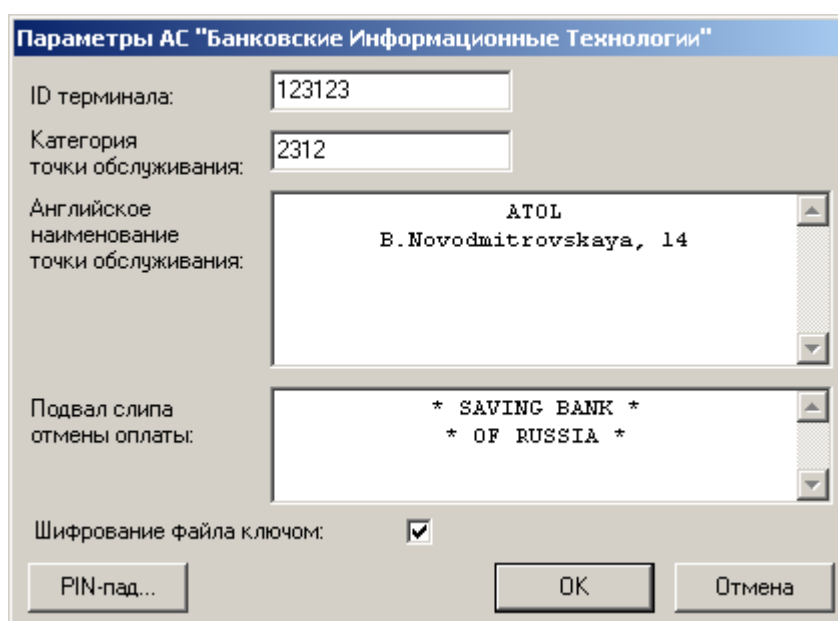 Параметры АС "Банковские Информационные Технологии"
ID терминала:
123123
Категория
точки обслуживания:
2312
Английское
наименование
точки обслуживания:
ATOL
B.Novodmitrovskaya, 14
Подвал слипа
отмены оплаты:
* SAVING BANK *
* OF RUSSIA *
Шифрование файла ключом:
PIN-пад...
OK
Отмена